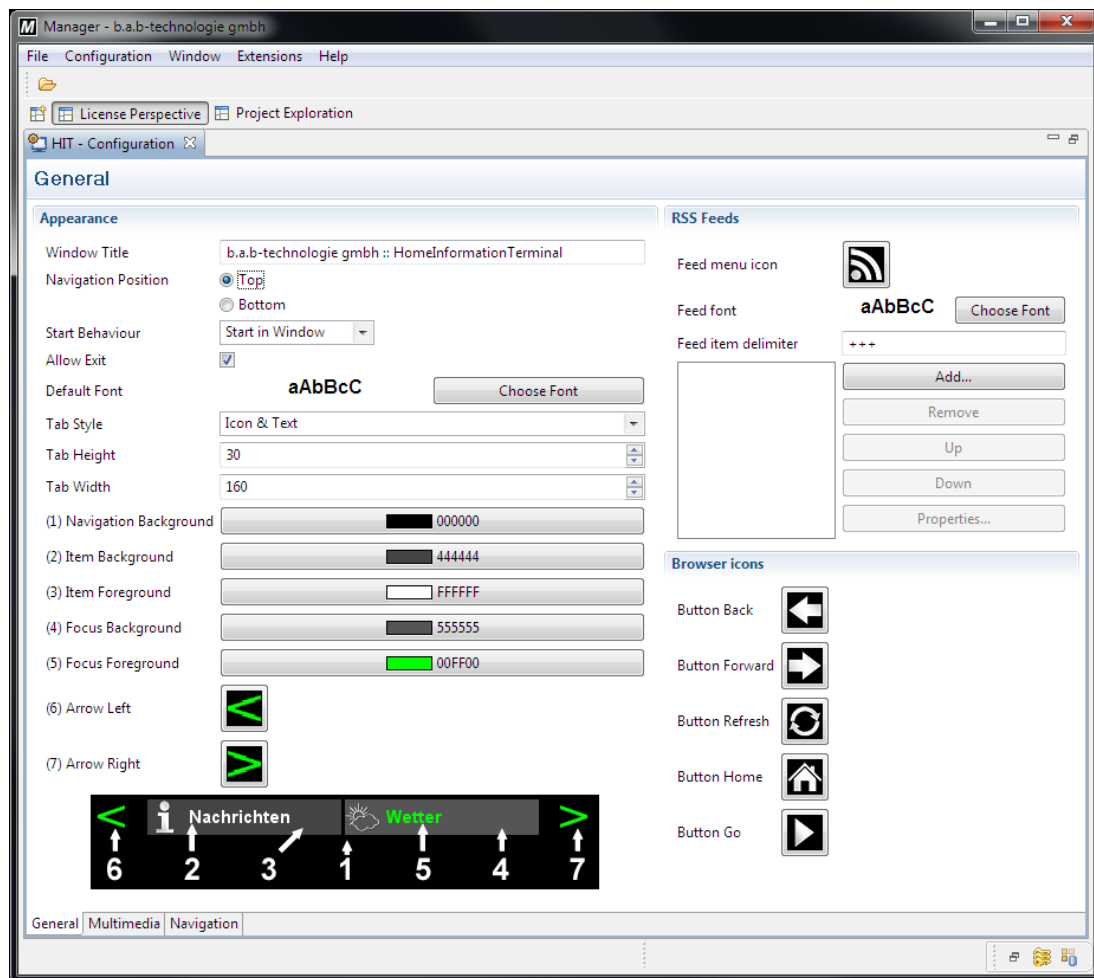 Manager - b.a.b-technologie gmbh
File Configuration Window Extensions Help
License Perspective Project Exploration
HIT - Configuration
General
Appearance
Window Title b.a.b-technologie gmbh :: HomeInformationTerminal
Navigation Position Top
Bottom
Start Behaviour Start in Window
Allow Exit
Default Font aAbBcC Choose Font
Tab Style Icon & Text
Tab Height 30
Tab Width 160
(1) Navigation Background 000000
(2) Item Background 444444
(3) Item Foreground FFFFFF
(4) Focus Background 555555
(5) Focus Foreground 00FF00
(6) Arrow Left <
(7) Arrow Right >
< Nachrichten Wetter >
6 2 3 1 5 4 7
RSS Feeds
Feed menu icon
Feed font aAbBcC Choose Font
Feed item delimiter +++
Add...
Remove
Up
Down
Properties...
Browser icons
Button Back
Button Forward
Button Refresh
Button Home
Button Go
General Multimedia Navigation